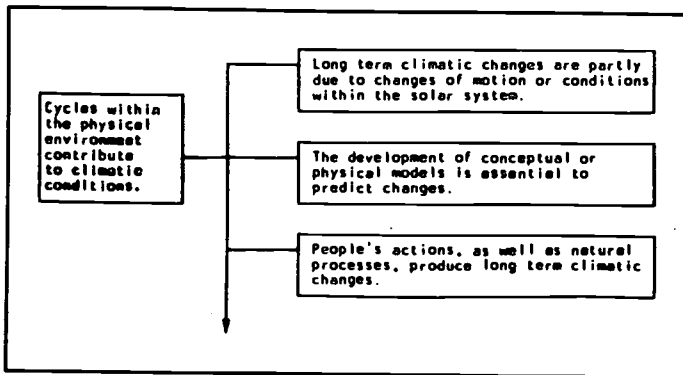 Cycles within
the physical
environment
contribute
to climatic
conditions.
Long term climatic changes are partly
due to changes of motion or conditions
within the solar system.
The development of conceptual or
physical models is essential to
predict changes.
People's actions, as well as natural
processes, produce long term climatic
changes.